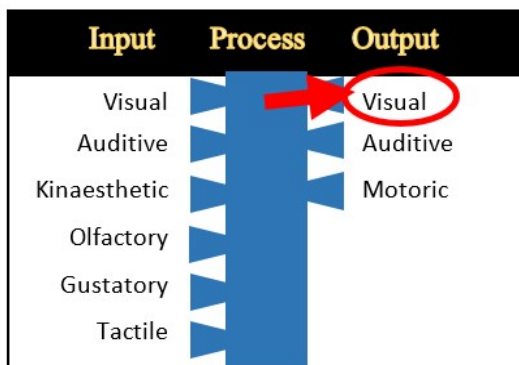 Input Process Output
Visual Visual
Auditive Auditive
Kinaesthetic Motoric
Olfactory
Gustatory
Tactile